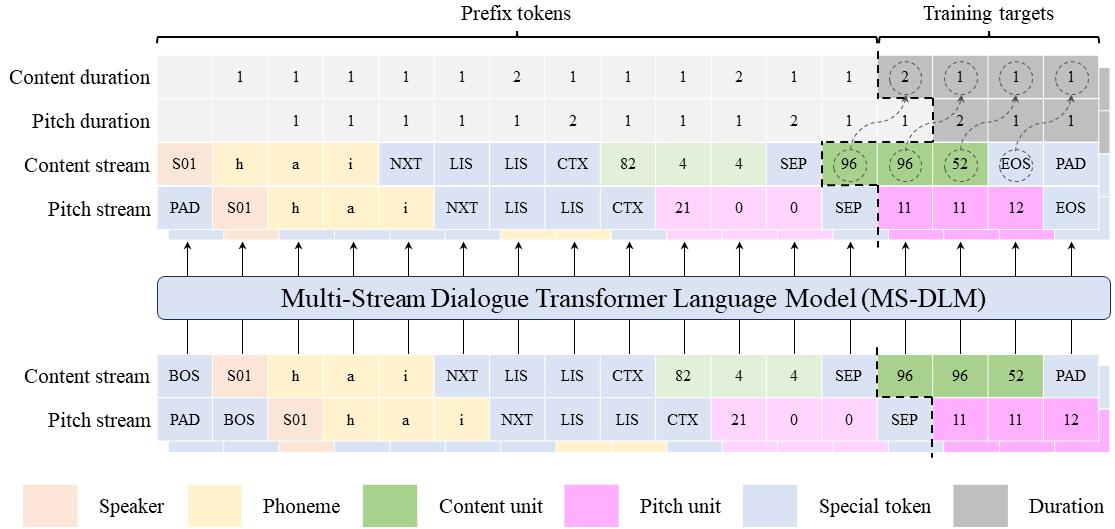 Prefix tokens Training targets
Content duration 1 1 1 1 1 2 1 1 1 2 1 1 2 1 1 1
Pitch duration 1 1 1 1 1 2 1 1 1 2 1 1 2 1 1
Content stream S01 h a i NXT LIS LIS CTX 82 4 4 SEP 96 96 52 EOS PAD
Pitch stream PAD S01 h a i NXT LIS LIS CTX 21 0 0 SEP 11 11 12 EOS
Multi-Stream Dialogue Transformer Language Model (MS-DLM)
Content stream BOS S01 h a i NXT LIS LIS CTX 82 4 4 SEP 96 96 52 PAD
Pitch stream PAD BOS S01 h a i NXT LIS LIS CTX 21 0 0 SEP 11 11 12
Speaker Phoneme Content unit Pitch unit Special token Duration